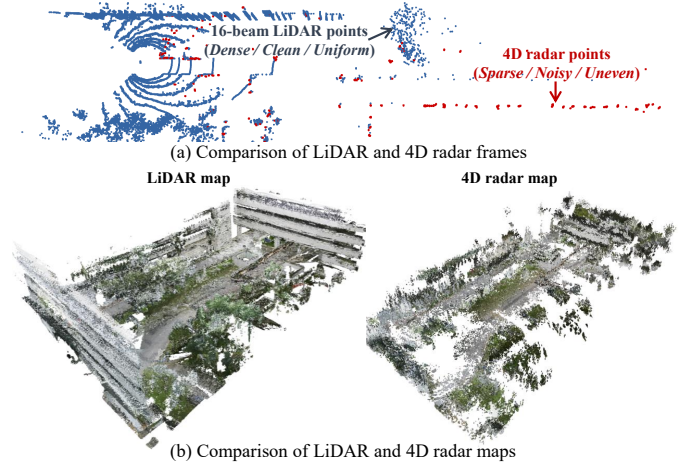 16-beam LiDAR points
(Dense / Clean / Uniform)
4D radar points
(Sparse / Noisy / Uneven)
(a) Comparison of LiDAR and 4D radar frames
LiDAR map
4D radar map
(b) Comparison of LiDAR and 4D radar maps